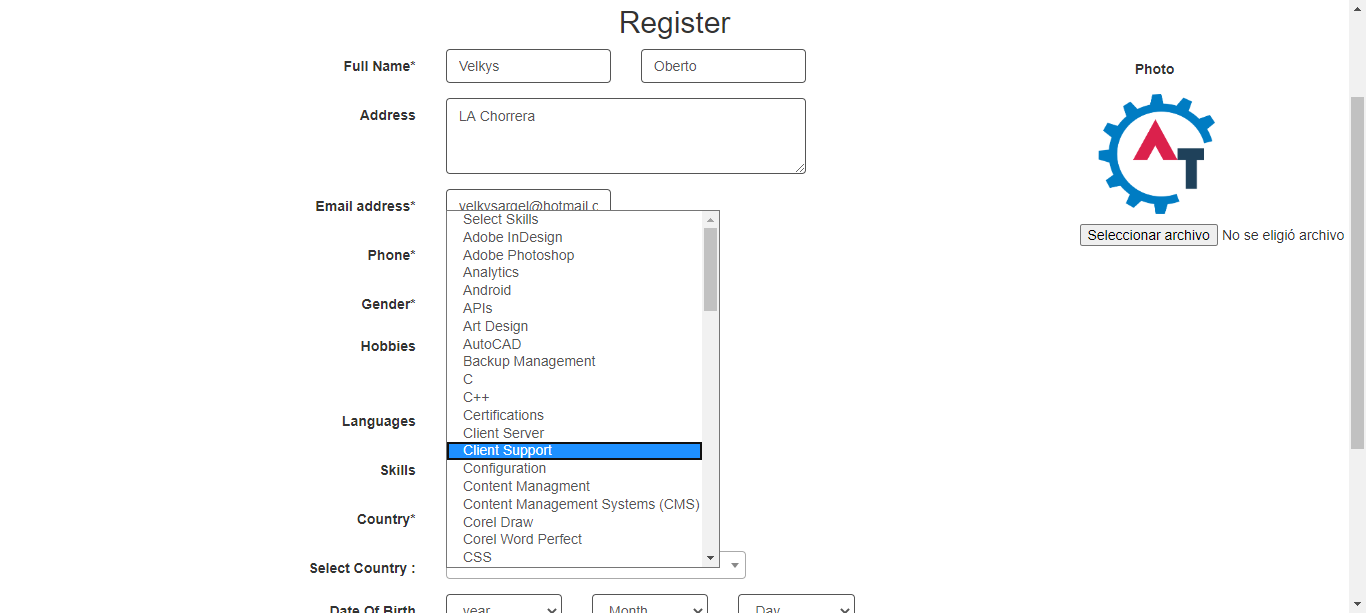 Register
Full Name* Velkys Oberto
Photo
Address LA Chorrera
AT
Email address* velkysargel@hotmail.c
Seleccionar archivo No se eligió archivo
Select Skills
Adobe InDesign
Phone* Adobe Photoshop
Analytics
Android
Gender* APIs
Art Design
Hobbies AutoCAD
Backup Management
C
C++
Languages Certifications
Client Server
Client Support
Skills Configuration
Content Managment
Content Management Systems (CMS)
Country* Corel Draw
Corel Word Perfect
CSS
Select Country :
Date Of Birth year Month Day